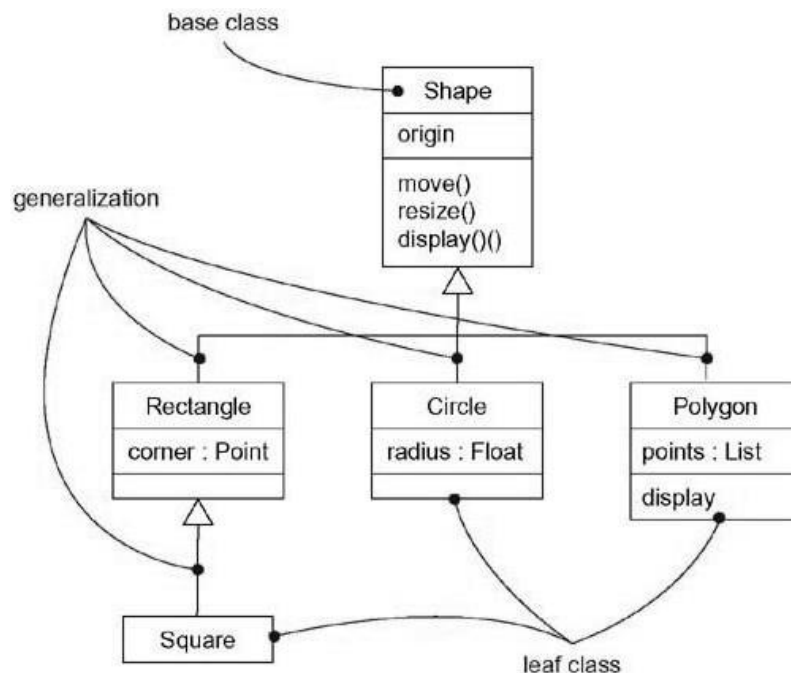 base class
Shape
origin
move()
resize()
display()()
generalization
Rectangle
corner : Point
Circle
radius : Float
Polygon
points : List
display
Square
leaf class